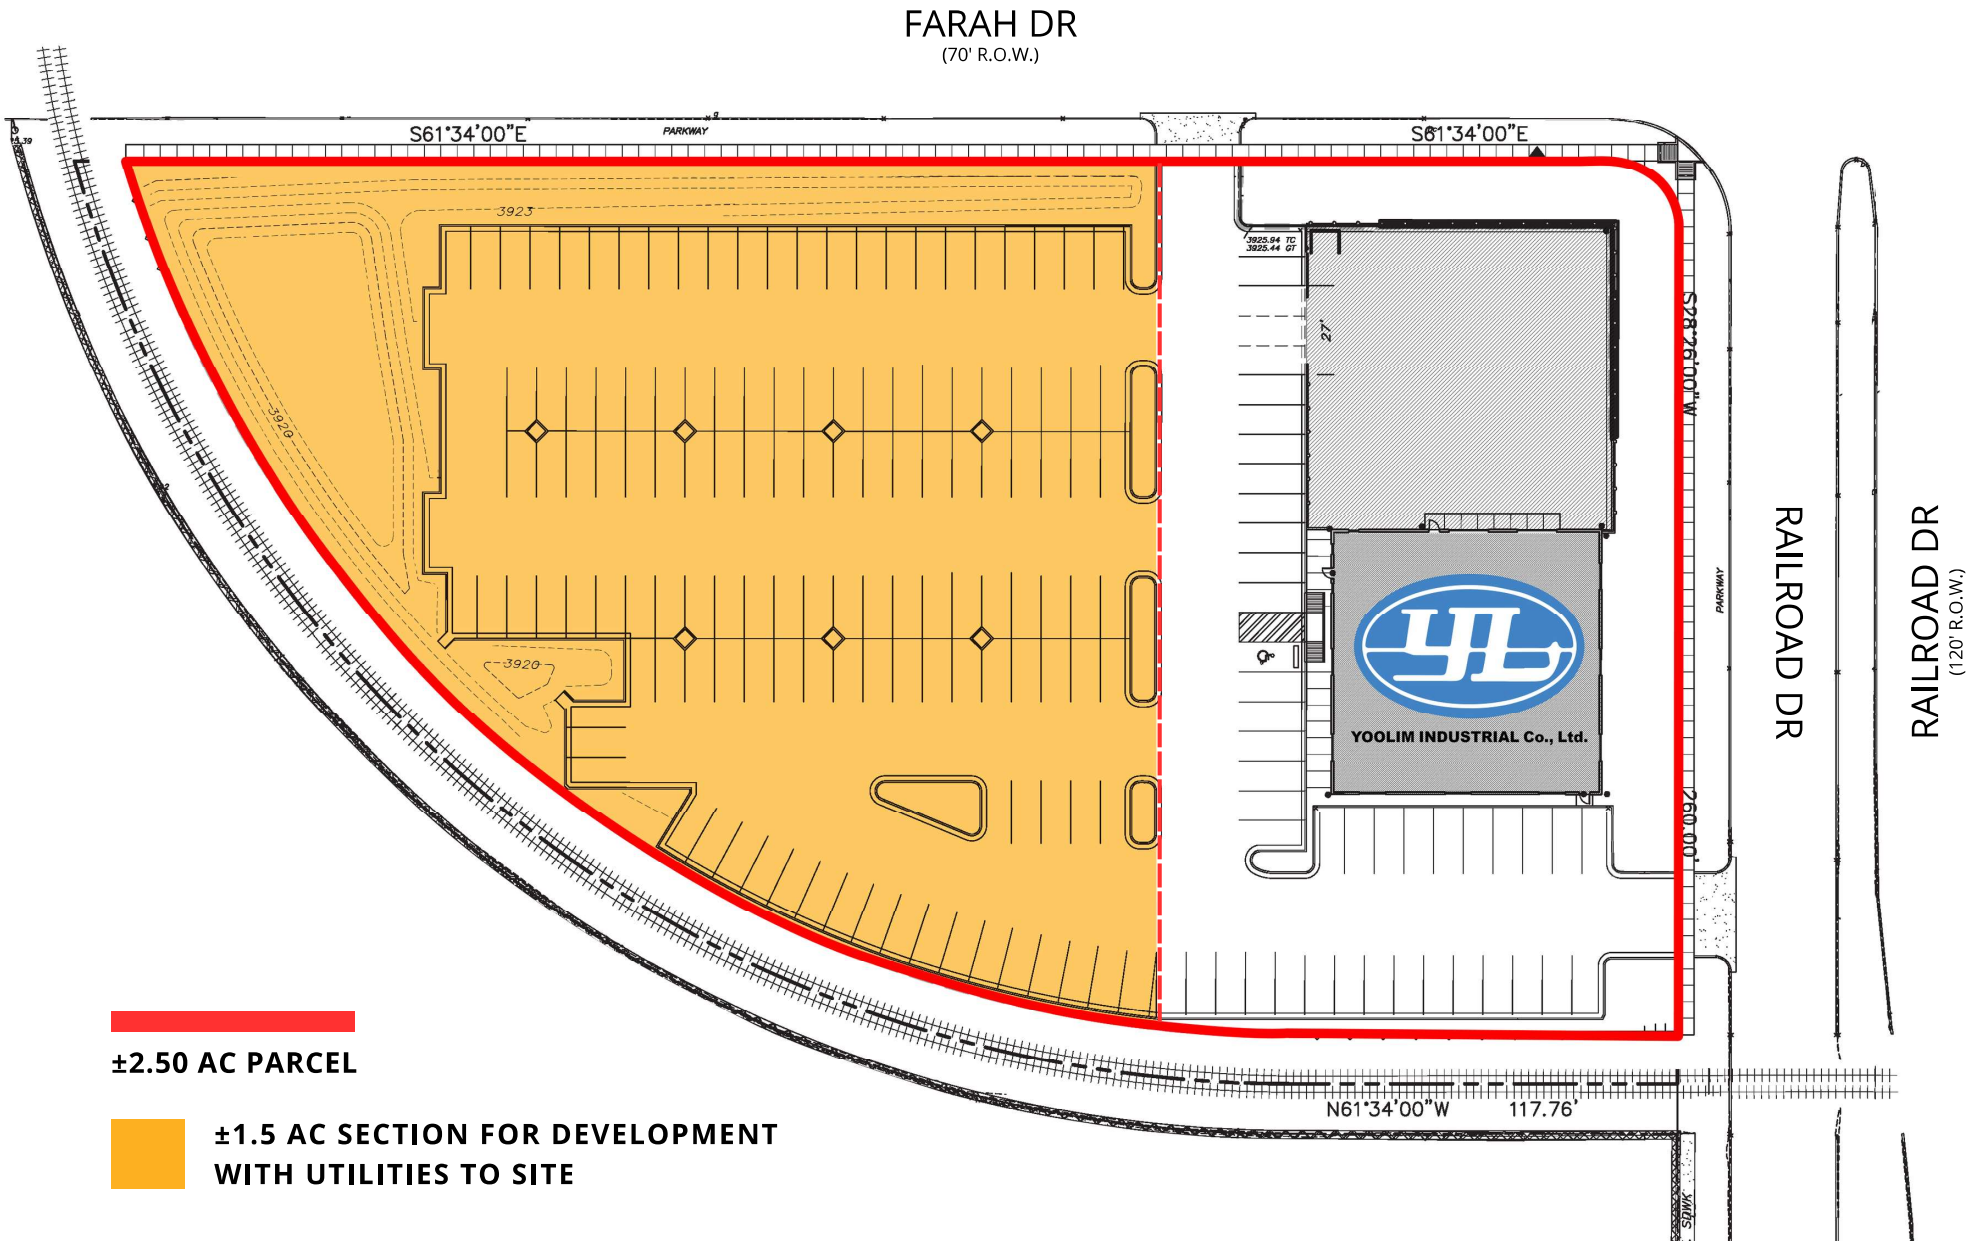 FARAH DR
(70' R.O.W.)
S61°34'00"E
PARKWAY
S61°34'00"E
3923
3925.94 TC
3925.44 GT
27'
S28°26'00"W
3920
RAILROAD DR
RAILROAD DR
(120' R.O.W.)
PARKWAY
3920
YL
YOOLIM INDUSTRIAL Co., Ltd.
260.00'
±2.50 AC PARCEL
N61°34'00"W 117.76'
±1.5 AC SECTION FOR DEVELOPMENT
WITH UTILITIES TO SITE
SDWK